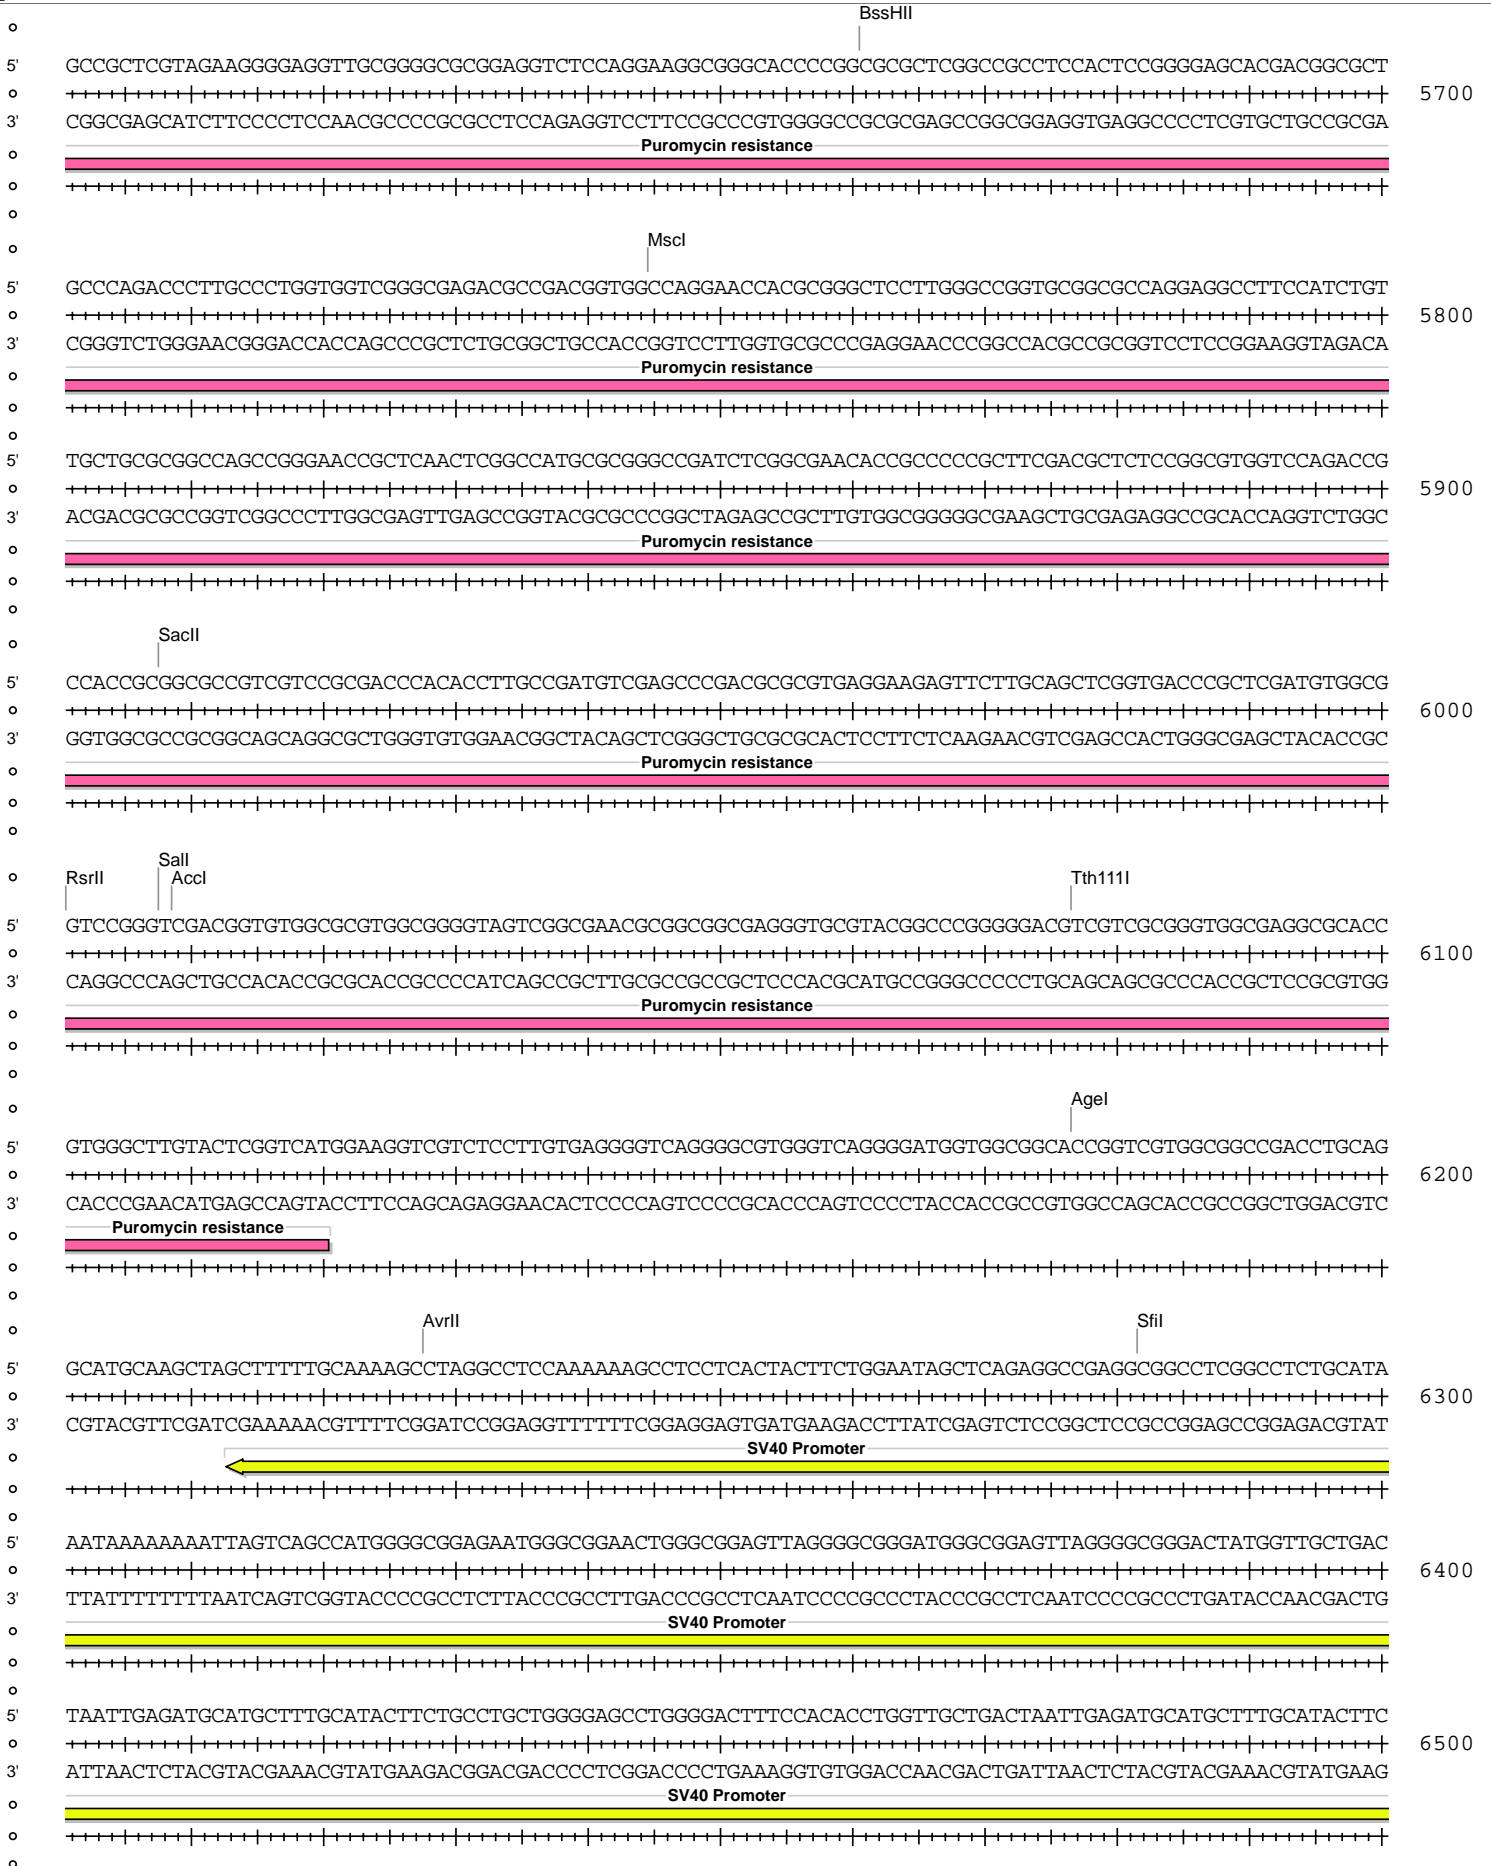 BssHII
5' GCCGCTCGTAGAAGGGGAGGTTGCGGGGCGCGGAGGTCTCCAGGAAGGCGGGCACCCCGGCGCGCTCGGCCGCCTCCACTCCGGGGAGCACGACGGCGCT
5700
3' CGGCGAGCATCTTCCCCTCCAACGCCCCGCGCCTCCAGAGGTCCTTCCGCCCGTGGGGCCGCGCGAGCCGGCGGAGGTGAGGCCCCTCGTGCTGCCGCGA
Puromycin resistance
MscI
5' GCCCAGACCCTTGCCCTGGTGGTCGGGCGAGACGCCGACGGTGGCCAGGAACCACGCGGGCTCCTTGGGCCGGTGCGGCGCCAGGAGGCCTTCCATCTGT
5800
3' CGGGTCTGGGAACGGGACCACCAGCCCGCTCTGCGGCTGCCACCGGTCCTTGGTGCGCCCGAGGAACCCGGCCACGCCGCGGTCCTCCGGAAGGTAGACA
Puromycin resistance
5' TGCTGCGCGGCCAGCCGGGAACCGCTCAACTCGGCCATGCGCGGGCCGATCTCGGCGAACACCGCCCCCGCTTCGACGCTCTCCGGCGTGGTCCAGACCG
5900
3' ACGACGCGCCGGTCGGCCCTTGGCGAGTTGAGCCGGTACGCGCCCGGCTAGAGCCGCTTGTGGCGGGGGCGAAGCTGCGAGAGGCCGCACCAGGTCTGGC
Puromycin resistance
SacII
5' CCACCGCGGCGCCGTCGTCCGCGACCCACACCTTGCCGATGTCGAGCCCGACGCGCGTGAGGAAGAGTTCTTGCAGCTCGGTGACCCGCTCGATGTGGCG
6000
3' GGTGGCGCCGCGGCAGCAGGCGCTGGGTGTGGAACGGCTACAGCTCGGGCTGCGCGCACTCCTTCTCAAGAACGTCGAGCCACTGGGCGAGCTACACCGC
Puromycin resistance
SalI
RsrII AccI Tth111I
5' GTCCGGGTCGACGGTGTGGCGCGTGGCGGGGTAGTCGGCGAACGCGGCGGCGAGGGTGCGTACGGCCCGGGGGACGTCGTCGCGGGTGGCGAGGCGCACC
6100
3' CAGGCCCAGCTGCCACACCGCGCACCGCCCCATCAGCCGCTTGCGCCGCCGCTCCCACGCATGCCGGGCCCCCTGCAGCAGCGCCCACCGCTCCGCGTGG
Puromycin resistance
AgeI
5' GTGGGCTTGTACTCGGTCATGGAAGGTCGTCTCCTTGTGAGGGGTCAGGGGCGTGGGTCAGGGGATGGTGGCGGCACCGGTCGTGGCGGCCGACCTGCAG
6200
3' CACCCGAACATGAGCCAGTACCTTCCAGCAGAGGAACACTCCCCAGTCCCCGCACCCAGTCCCCTACCACCGCCGTGGCCAGCACCGCCGGCTGGACGTC
Puromycin resistance
AvrII SfiI
5' GCATGCAAGCTAGCTTTTTGCAAAAGCCTAGGCCTCCAAAAAAGCCTCCTCACTACTTCTGGAATAGCTCAGAGGCCGAGGCGGCCTCGGCCTCTGCATA
6300
3' CGTACGTTCGATCGAAAAACGTTTTCGGATCCGGAGGTTTTTTCGGAGGAGTGATGAAGACCTTATCGAGTCTCCGGCTCCGCCGGAGCCGGAGACGTAT
SV40 Promoter
5' AATAAAAAAAATTAGTCAGCCATGGGGCGGAGAATGGGCGGAACTGGGCGGAGTTAGGGGCGGGATGGGCGGAGTTAGGGGCGGGACTATGGTTGCTGAC
6400
3' TTATTTTTTTTAATCAGTCGGTACCCCGCCTCTTACCCGCCTTGACCCGCCTCAATCCCCGCCCTACCCGCCTCAATCCCCGCCCTGATACCAACGACTG
SV40 Promoter
5' TAATTGAGATGCATGCTTTGCATACTTCTGCCTGCTGGGGAGCCTGGGGACTTTCCACACCTGGTTGCTGACTAATTGAGATGCATGCTTTGCATACTTC
6500
3' ATTAACTCTACGTACGAAACGTATGAAGACGGACGACCCCTCGGACCCCTGAAAGGTGTGGACCAACGACTGATTAACTCTACGTACGAAACGTATGAAG
SV40 Promoter